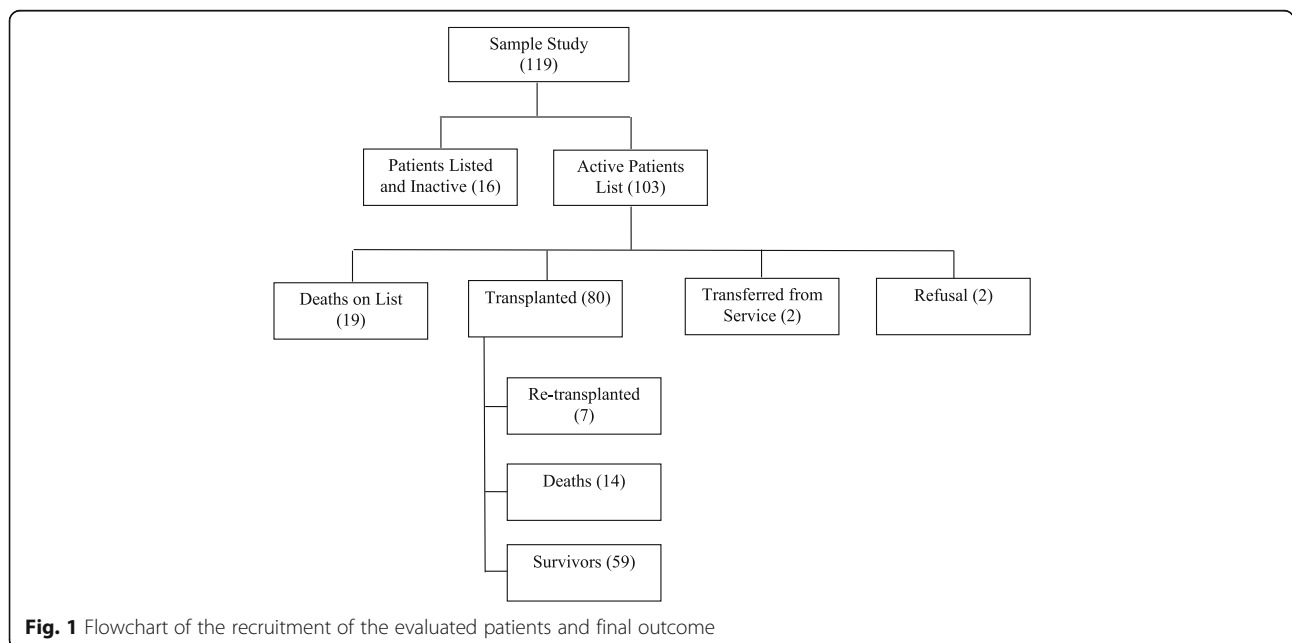 Sample Study
(119)
Patients Listed
and Inactive (16)
Active Patients
List (103)
Deaths on List
(19)
Transplanted (80)
Transferred from
Service (2)
Refusal (2)
Re-transplanted
(7)
Deaths (14)
Survivors (59)
Fig. 1 Flowchart of the recruitment of the evaluated patients and final outcome